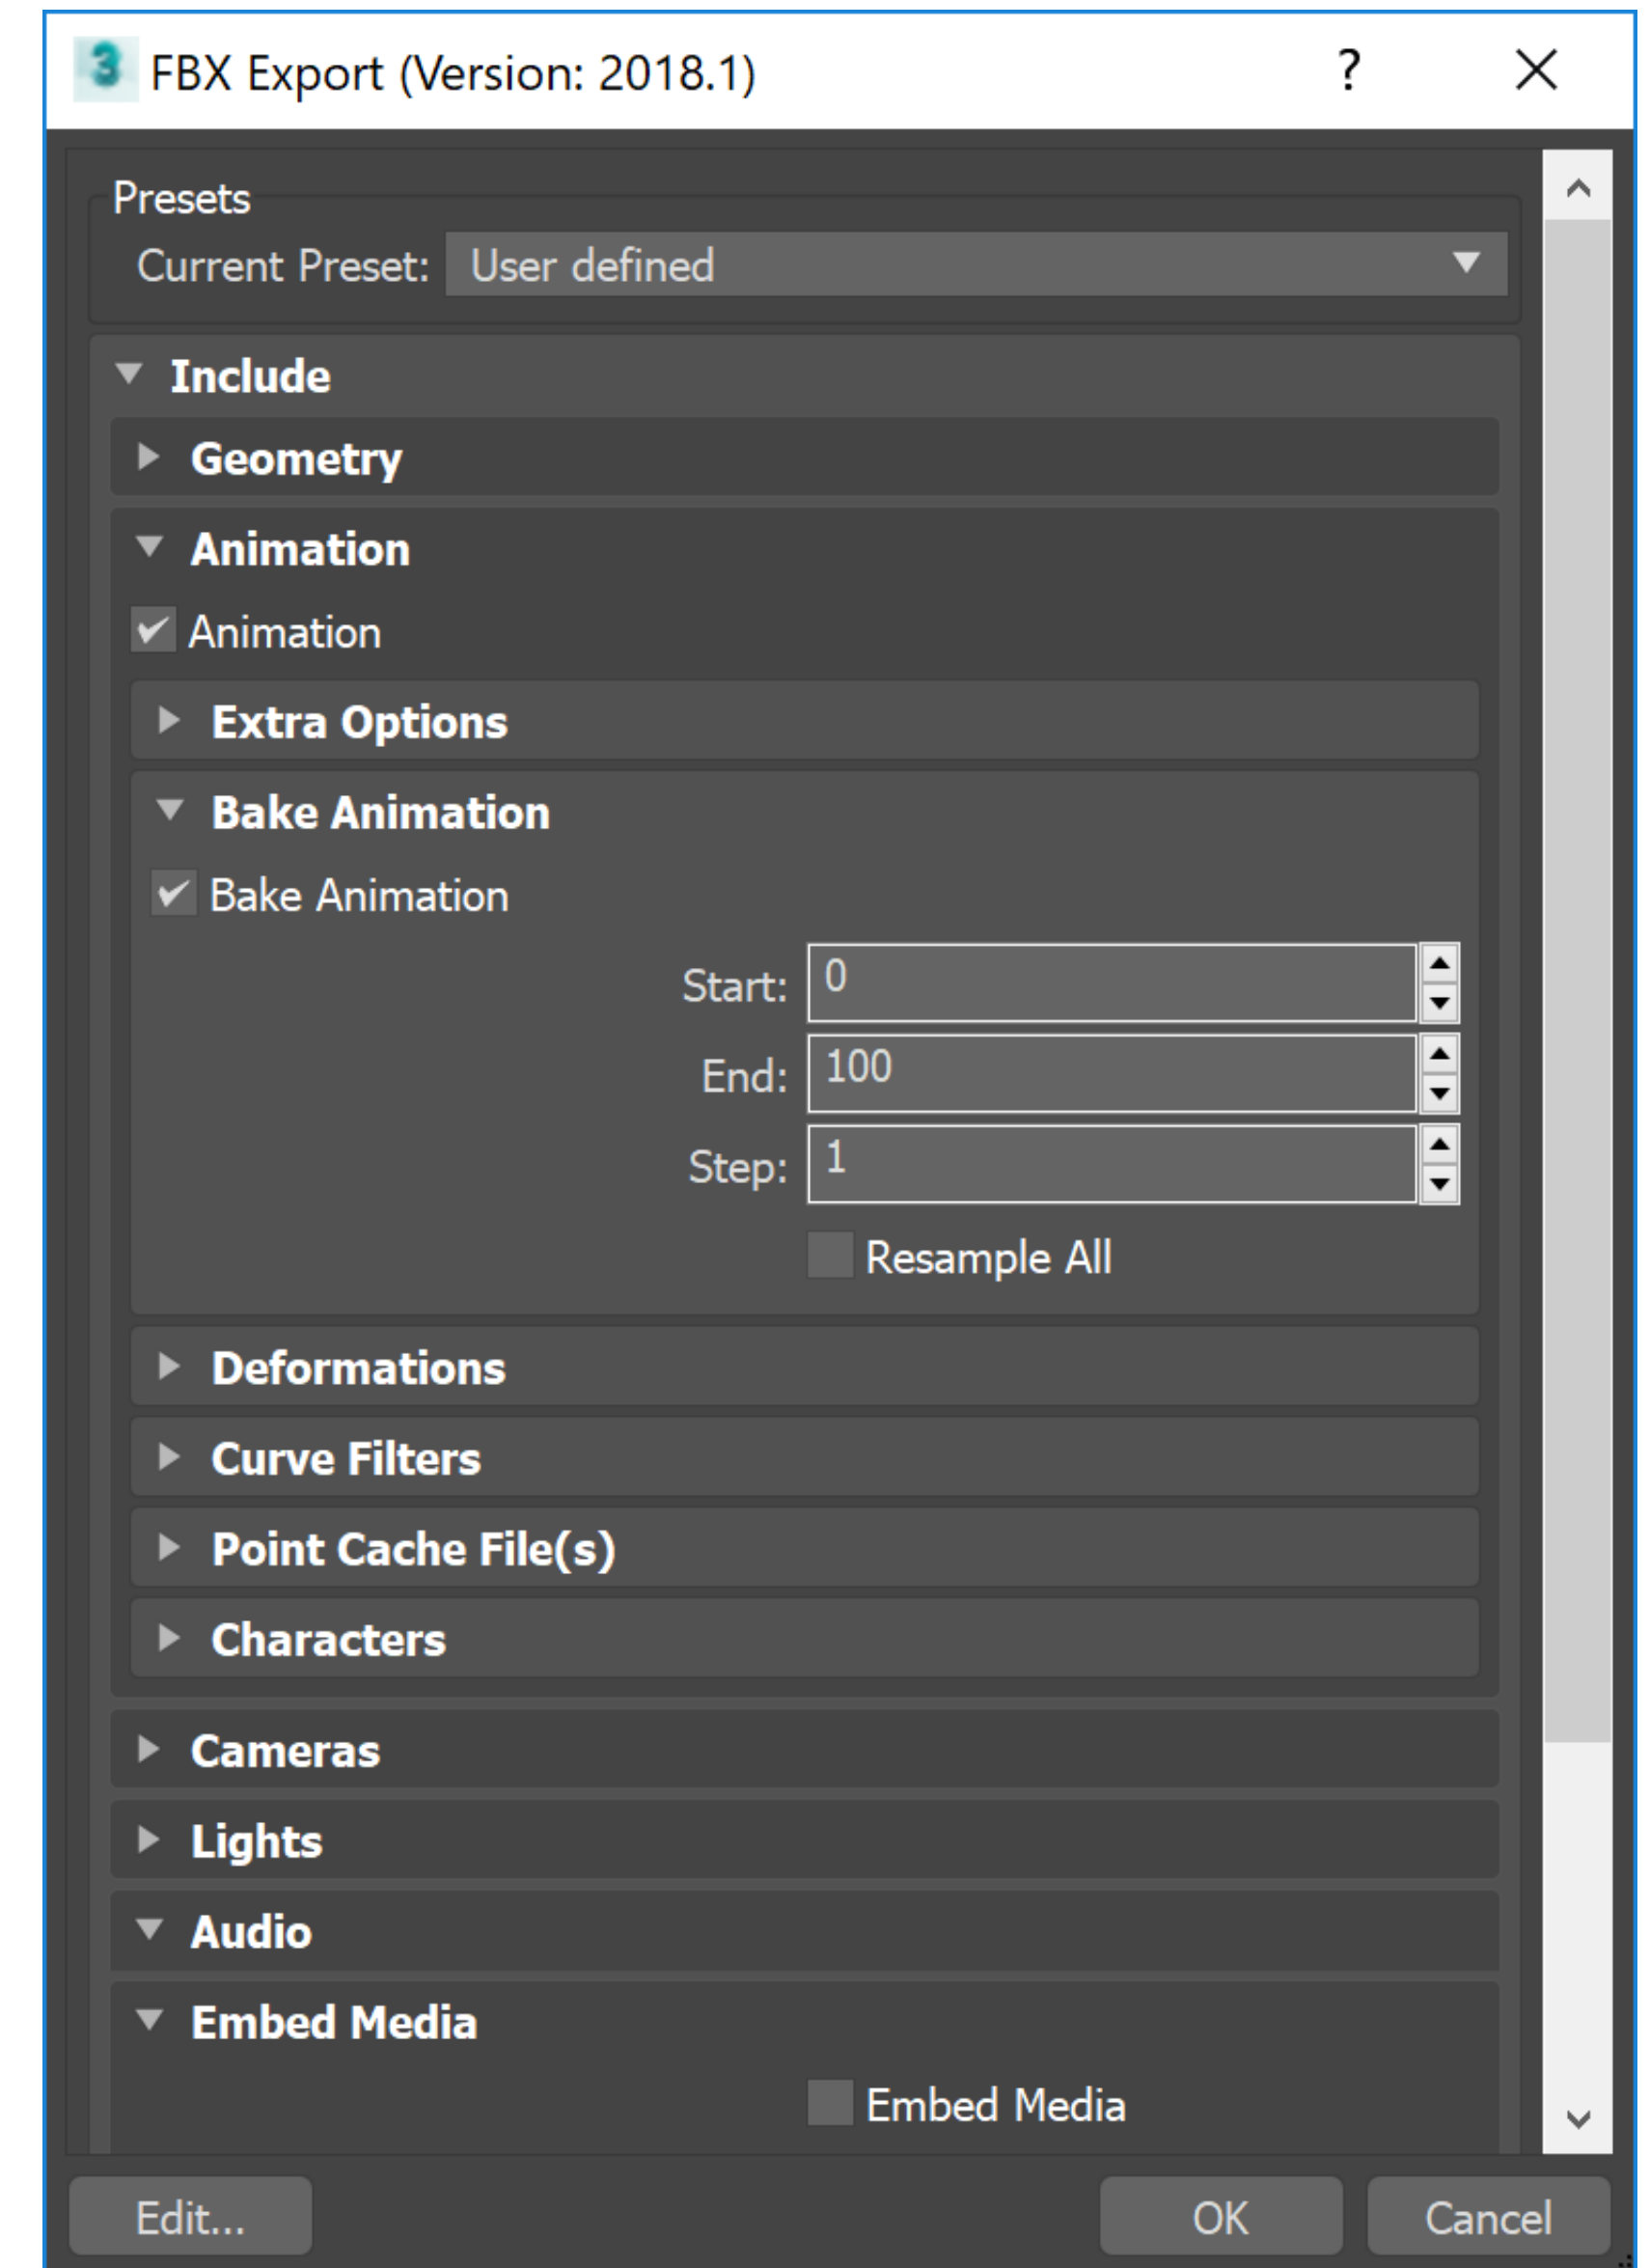 3 FBX Export (Version: 2018.1) ?
Presets
Current Preset: User defined
Include
Geometry
Animation
Animation
Extra Options
Bake Animation
Bake Animation
Start: 0
End: 100
Step: 1
Resample All
Deformations
Curve Filters
Point Cache File(s)
Characters
Cameras
Lights
Audio
Embed Media
Embed Media
Edit... OK Cancel